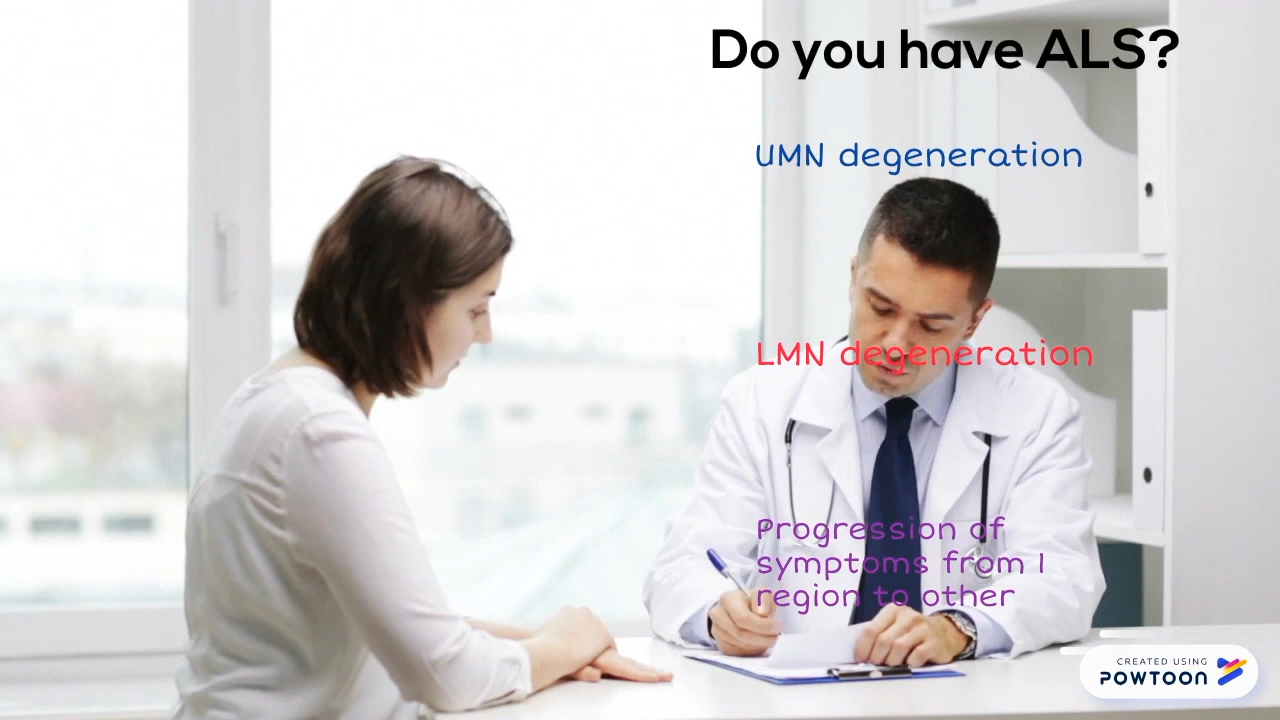 Do you have ALS?
UMN degeneration
LMN degeneration
Progression of
symptoms from 1
region to other
CREATED USING
POWTOON